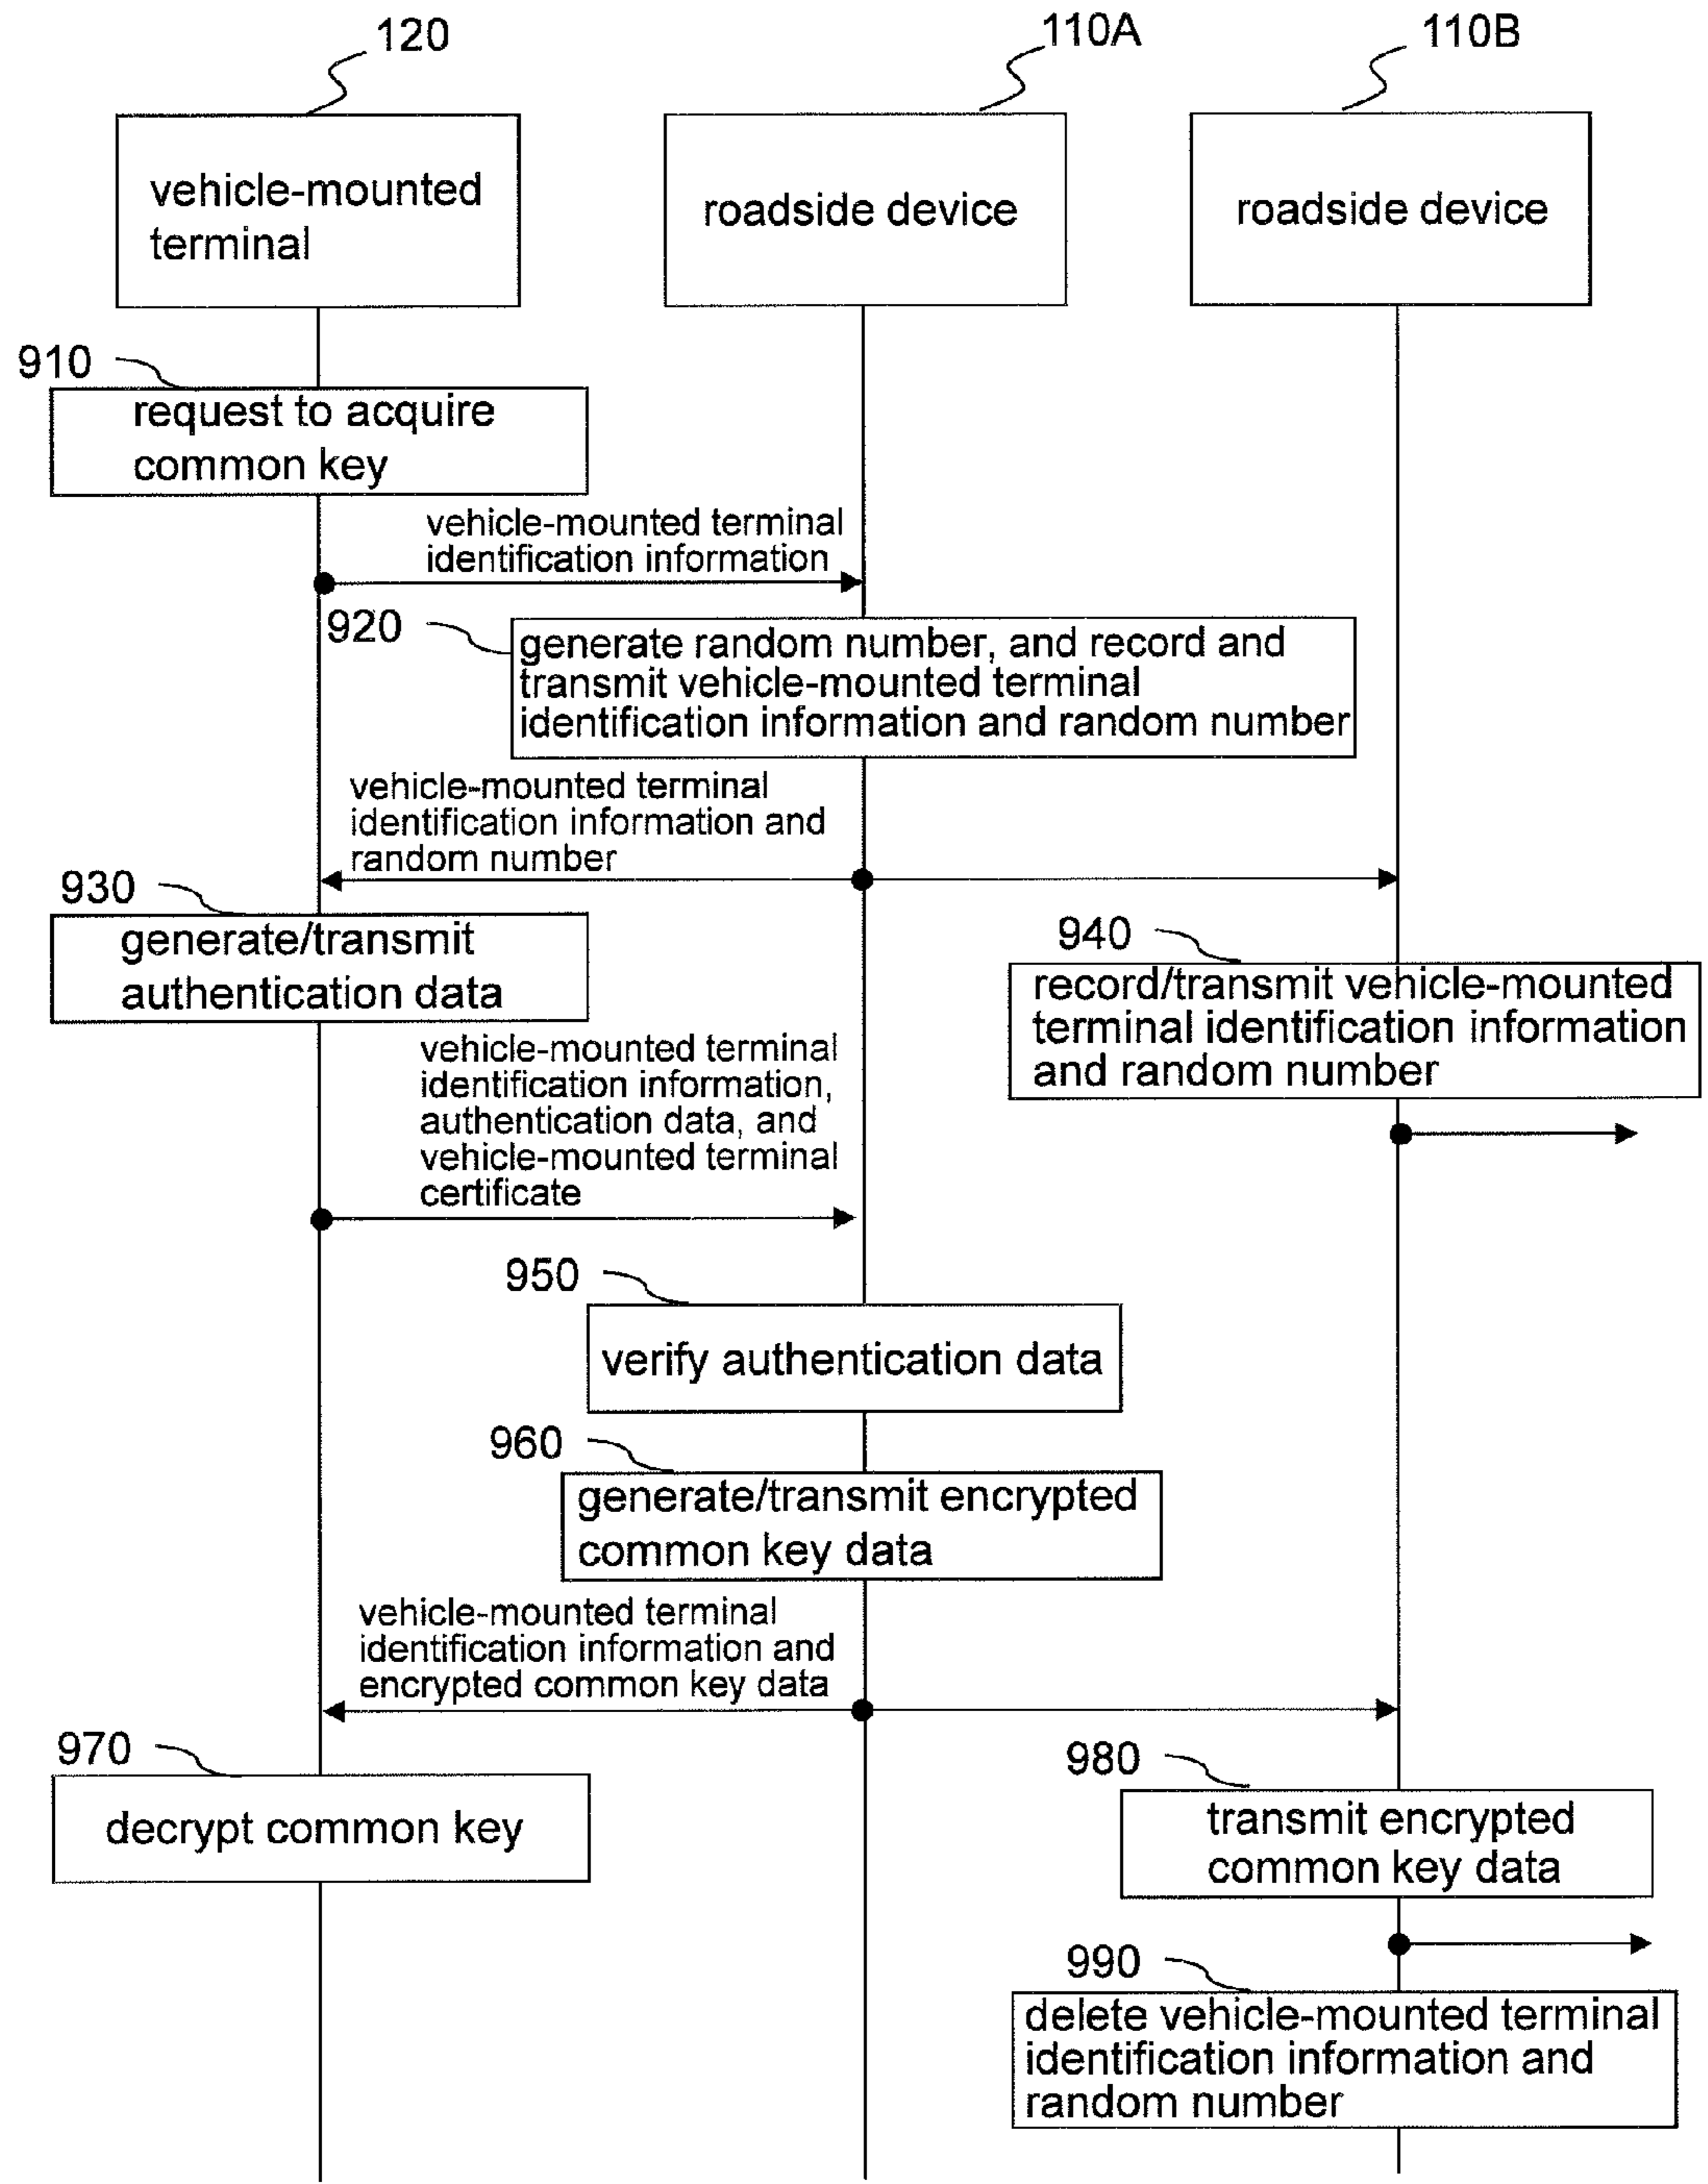 120
110A
110B
vehicle-mounted
terminal
roadside device
roadside device
910
request to acquire
common key
vehicle-mounted terminal
identification information
920
generate random number, and record and
transmit vehicle-mounted terminal
identification information and random number
vehicle-mounted terminal
identification information and
random number
930
generate/transmit
authentication data
940
record/transmit vehicle-mounted
terminal identification information
and random number
vehicle-mounted terminal
identification information,
authentication data, and
vehicle-mounted terminal
certificate
950
verify authentication data
960
generate/transmit encrypted
common key data
vehicle-mounted terminal
identification information and
encrypted common key data
970
decrypt common key
980
transmit encrypted
common key data
990
delete vehicle-mounted terminal
identification information and
random number